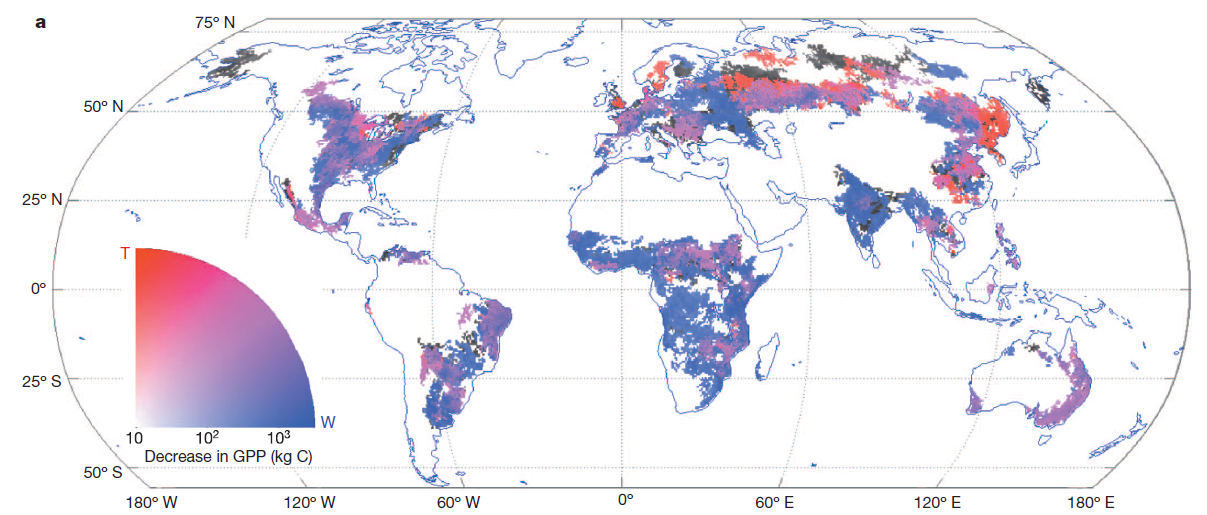 a
75° N
50° N
25° N
T
0°
25° S
W
10 10² 10³
Decrease in GPP (kg C)
50° S
180° W 120° W 60° W 0° 60° E 120° E 180° E